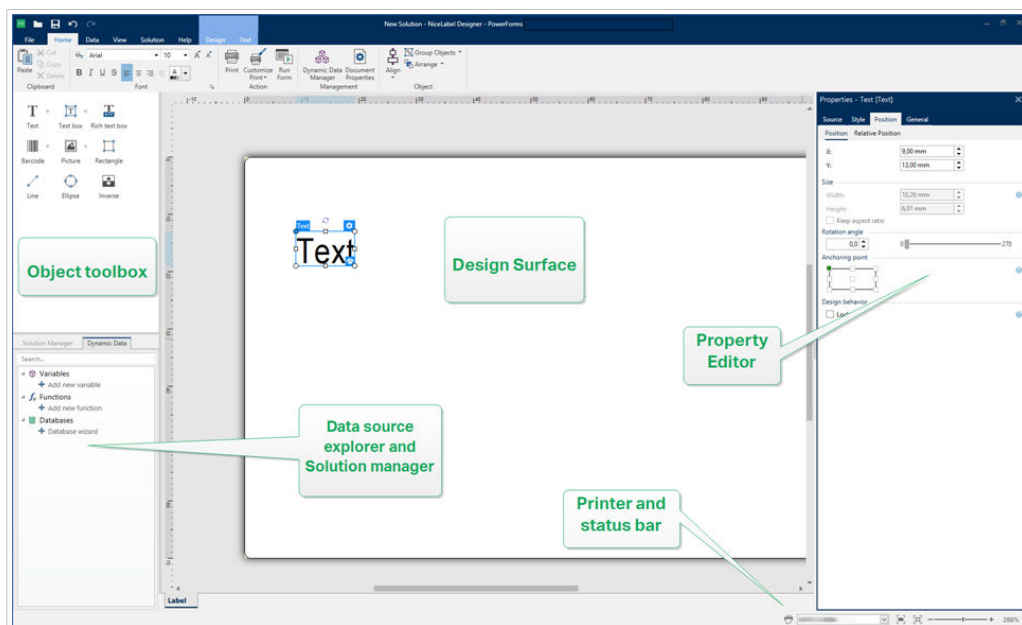 New Solution - NiceLabel Designer - PowerForms
File Home Data View Solution Help Design Text
Paste
Cut
Copy
Delete
Clipboard
Arial 10
B I U S
Font
Print
Customize Print
Run Form
Action
Dynamic Data Manager
Document Properties
Management
Align
Group Objects
Arrange
Object
Text Text box Rich text box
Barcode Picture Rectangle
Line Ellipse Inverse
Object toolbox
Solution Manager Dynamic Data
Search...
Variables
Add new variable
Functions
Add new function
Databases
Database wizard
Text
Text
Design Surface
Data source
explorer and
Solution manager
Property
Editor
Printer and
status bar
Label
Properties - Text [Text]
Source Style Position General
Position Relative Position
X: 9,00 mm
Y: 13,00 mm
Size
Width: 10,26 mm
Height: 6,01 mm
Keep aspect ratio
Rotation angle
0,0 0 270
Anchoring point
Design behavior
286%